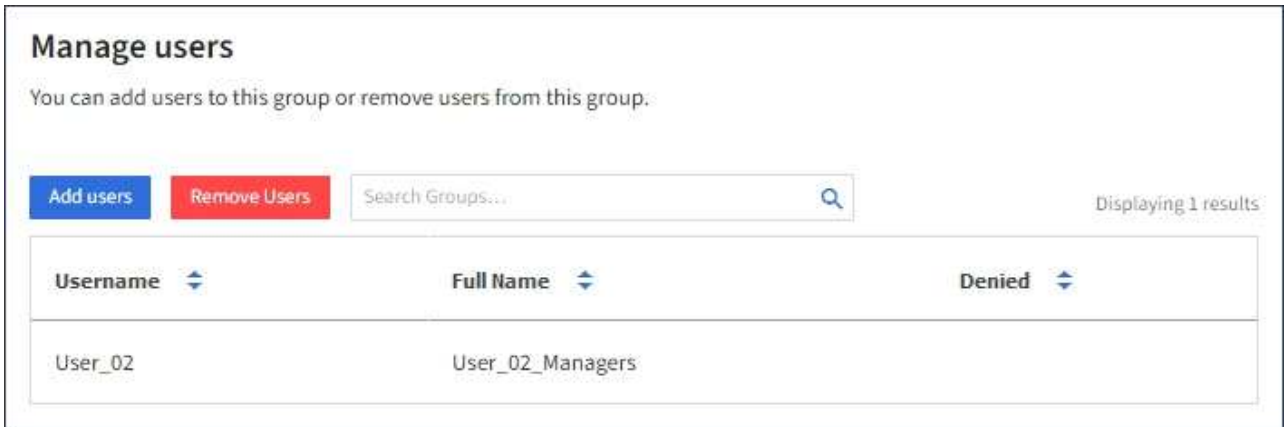 Manage users
You can add users to this group or remove users from this group.
Add users Remove Users Search Groups... Displaying 1 results
Username Full Name Denied
User_02 User_02_Managers